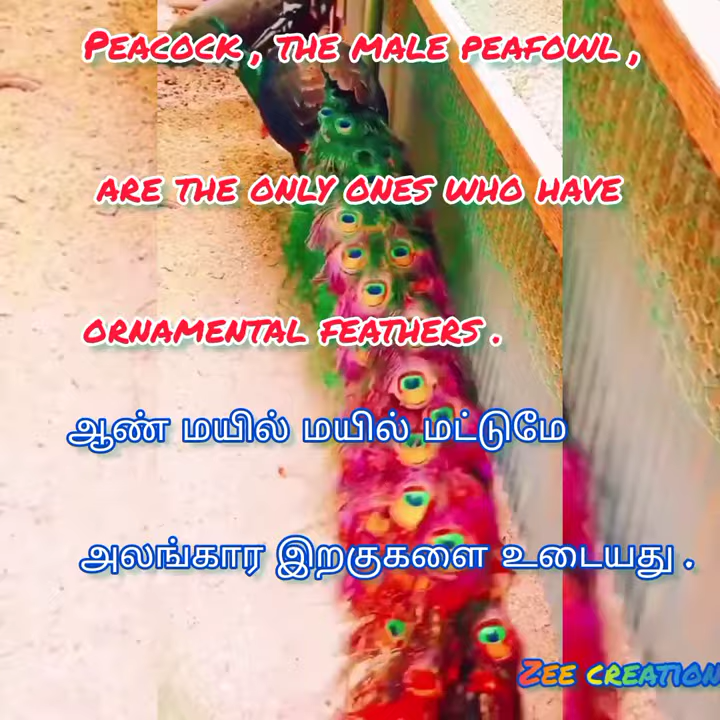 Peacock , the male peafowl ,
are the only ones who have
ornamental feathers .
ஆண் மயில் மயில் மட்டுமே
அலங்கார இறகுகளை உடையது .
Zee creation